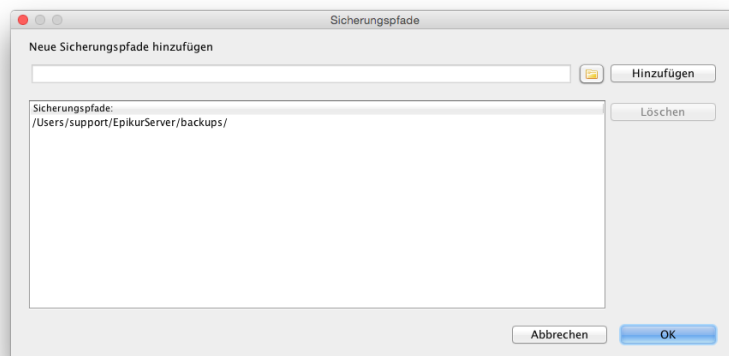 Sicherungspfade
Neue Sicherungspfade hinzufügen
Hinzufügen
Sicherungspfade:
/Users/support/EpikurServer/backups/
Löschen
Abbrechen
OK